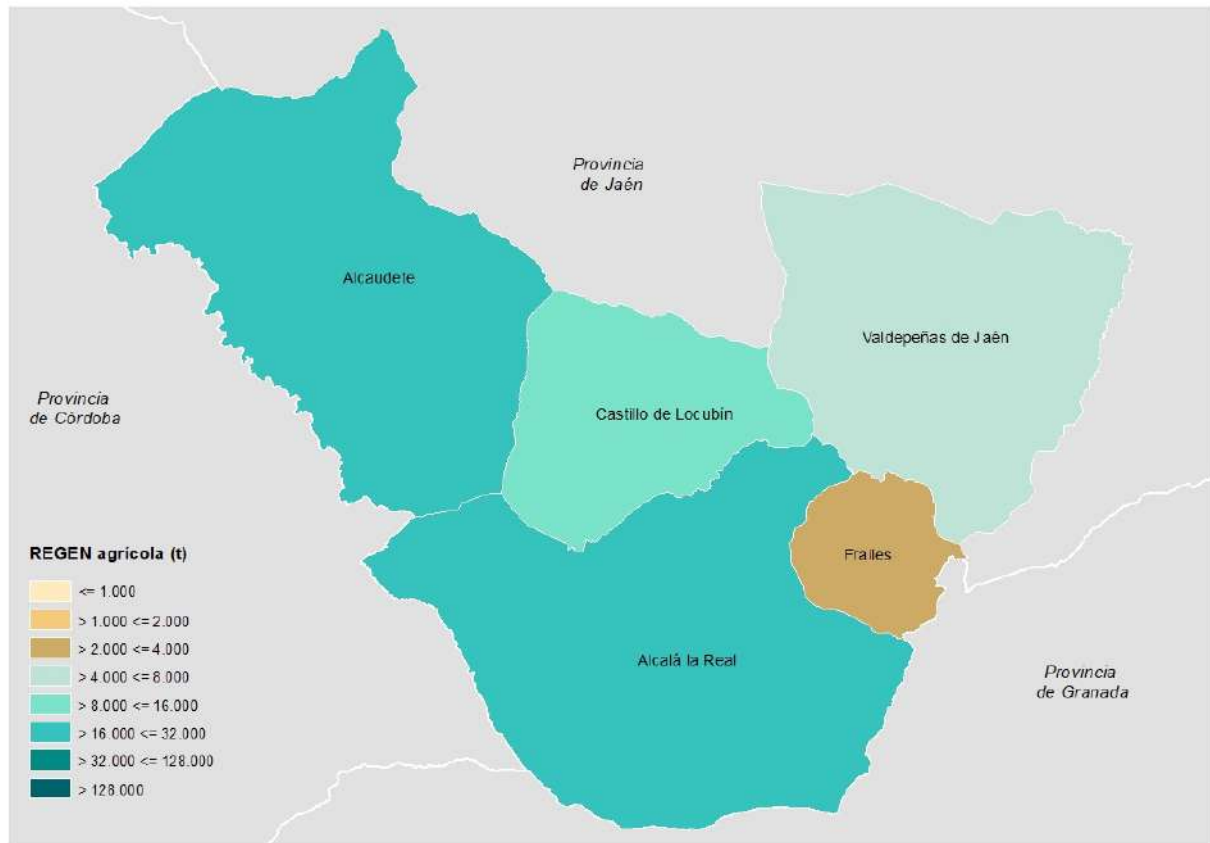 Provincia
de Jaén
Alcaudete
Valdepeñas de Jaén
Provincia
de Córdoba
Castillo de Locubín
REGEN agrícola (t)
<= 1.000
> 1.000 <= 2.000
> 2.000 <= 4.000
> 4.000 <= 8.000
> 8.000 <= 16.000
> 16.000 <= 32.000
> 32.000 <= 128.000
> 128.000
Frailes
Alcalá la Real
Provincia
de Granada